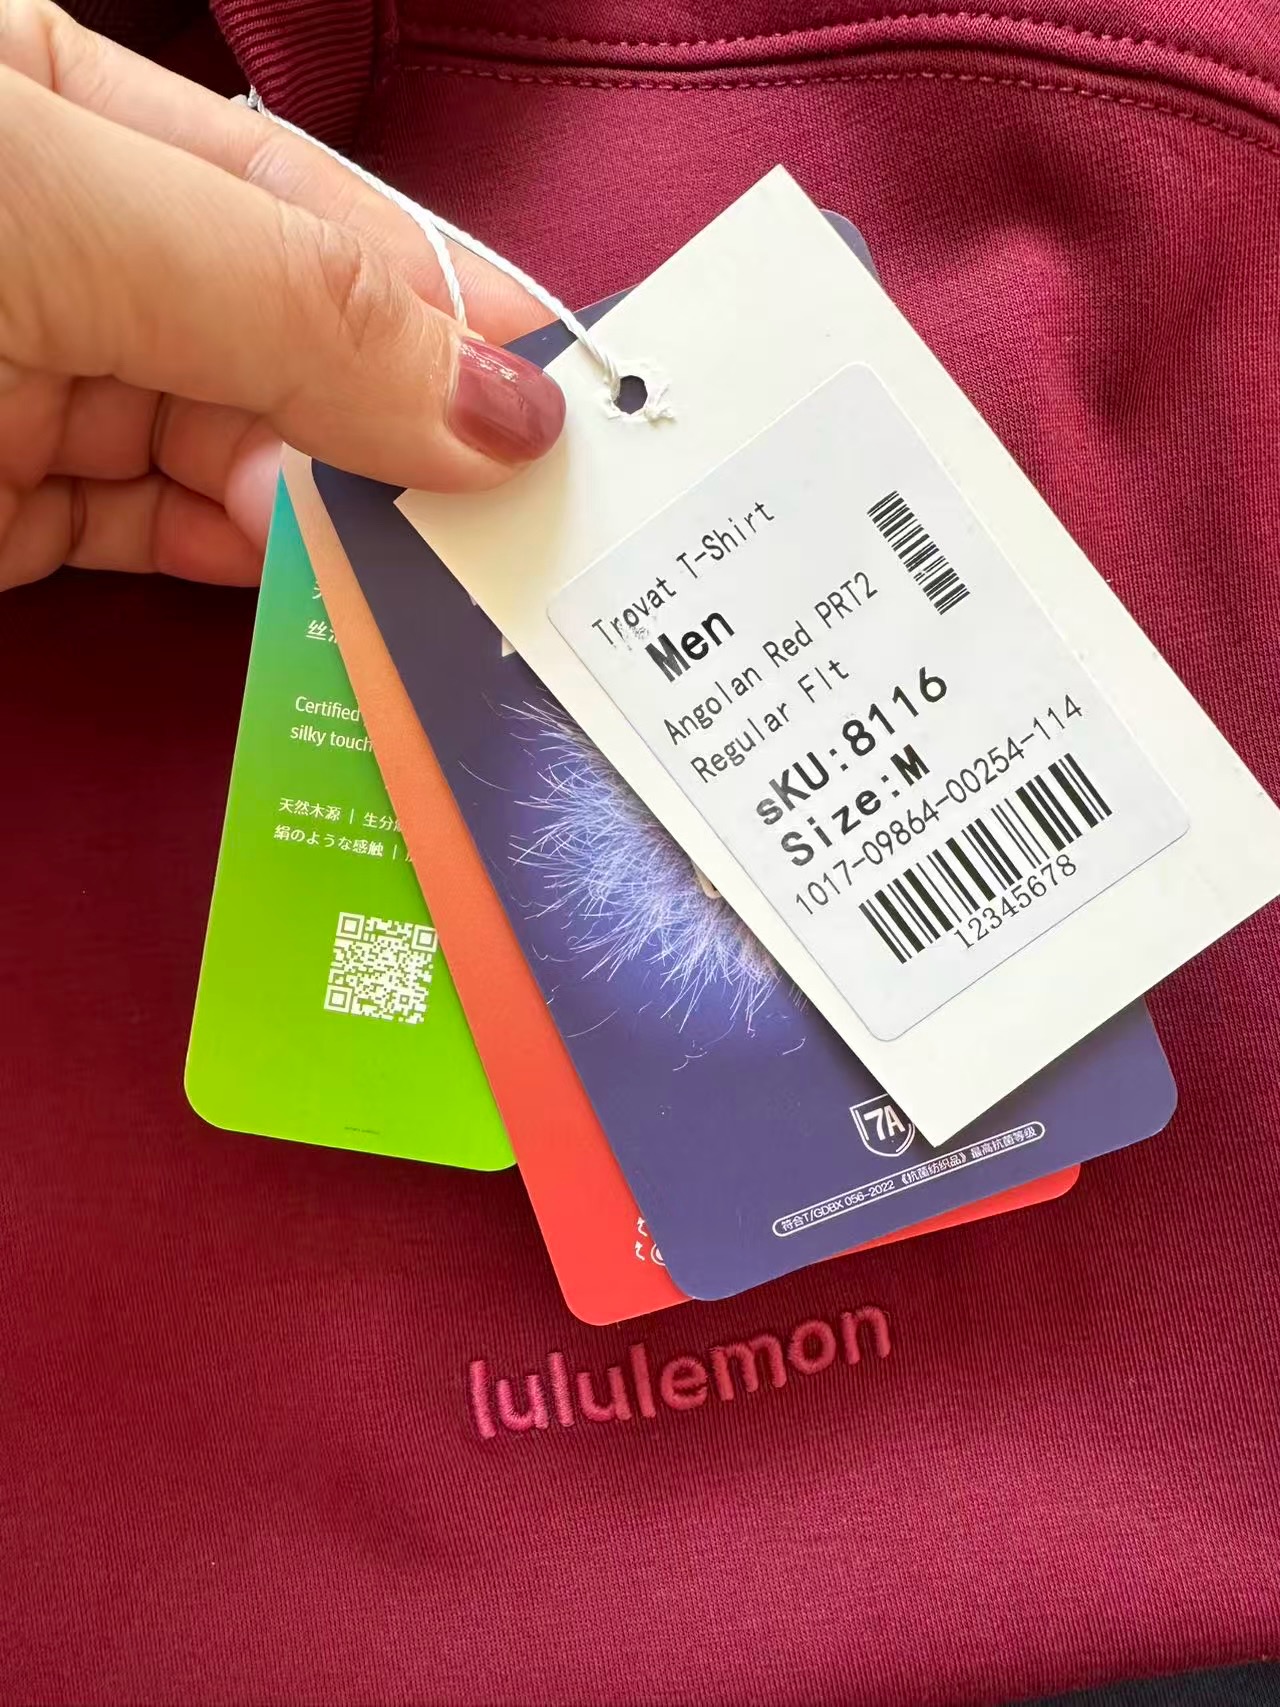 Trovat T-Shirt
Men
Angolan Red PRT2
Regular FIt
sKU:8116
Size:M
1017-09864-00254-114
12345678
Certified
silky touch
天然木源 | 生分
絹のような感触 |
7A
符合T/GDBX 056-2022 《抗菌纺织品》最高抗菌等级
lululemon